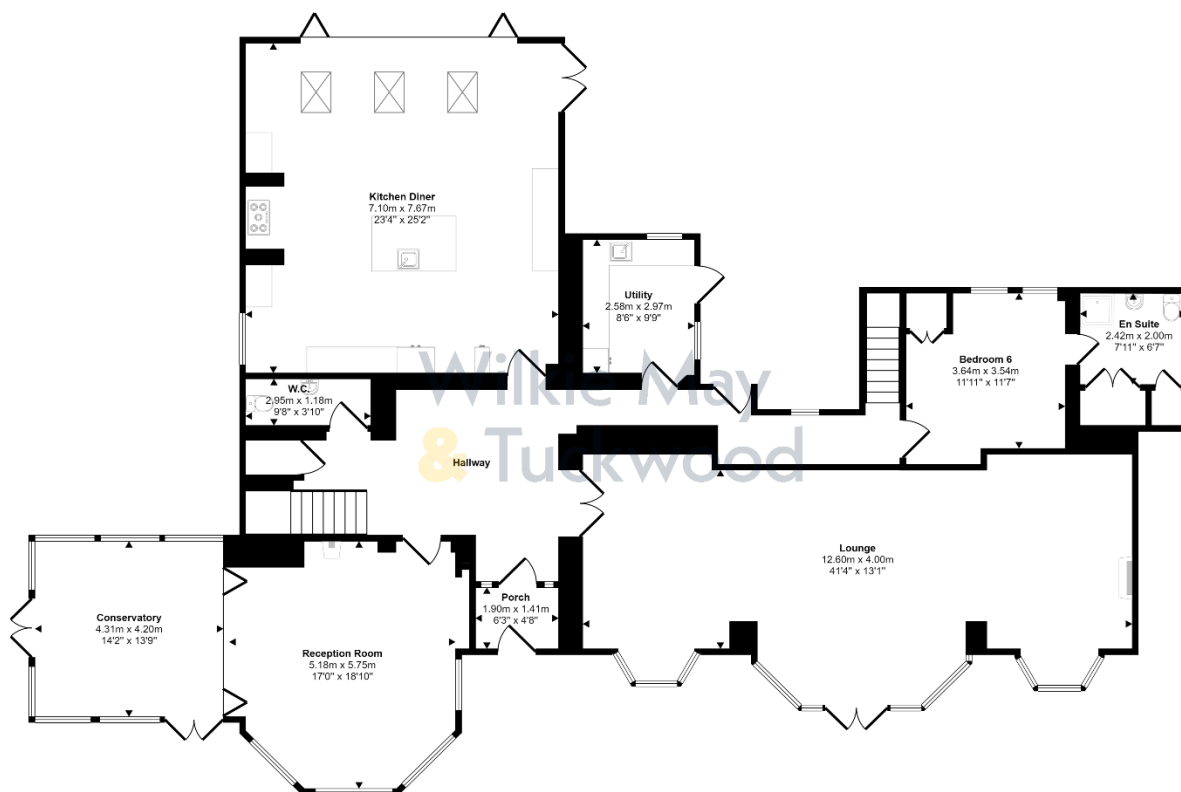 Kitchen Diner
7.10m x 7.67m
23'4" x 25'2"
Utility
2.58m x 2.97m
8'6" x 9'9"
En Suite
2.42m x 2.00m
7'11" x 6'7"
Bedroom 6
3.64m x 3.54m
11'11" x 11'7"
W.C.
2.95m x 1.18m
9'8" x 3'10"
Wilkie May
& Tuckwood
Hallway
Lounge
12.60m x 4.00m
41'4" x 13'1"
Porch
1.90m x 1.41m
6'3" x 4'8"
Conservatory
4.31m x 4.20m
14'2" x 13'9"
Reception Room
5.18m x 5.75m
17'0" x 18'10"